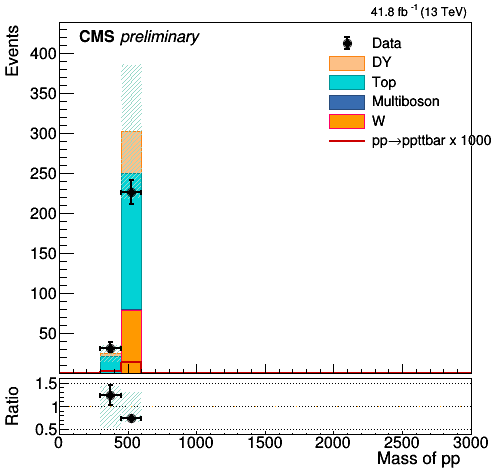 41.8 fb⁻¹ (13 TeV)
CMS preliminary
Events
Data
DY
Top
Multiboson
W
pp→ppttbar x 1000
400
350
300
250
200
150
100
50
Ratio
1.5
1
0.5
0 500 1000 1500 2000 2500 3000
Mass of pp